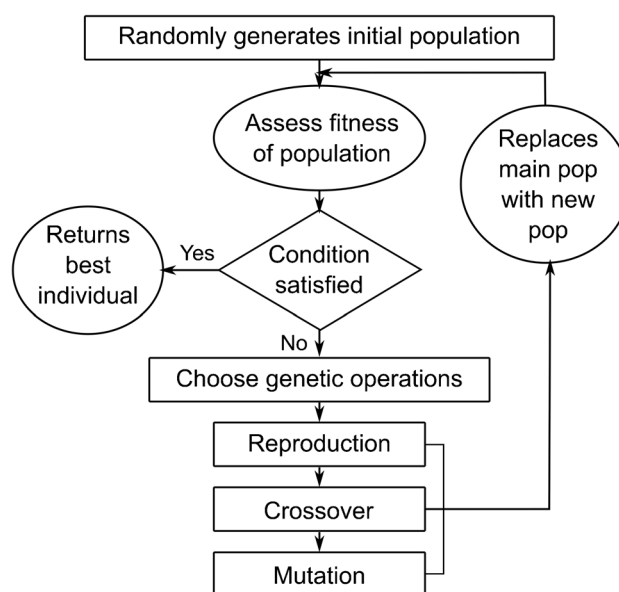 Randomly generates initial population
Assess fitness
of population
Replaces
main pop
with new
pop
Returns
best
individual
Yes
Condition
satisfied
No
Choose genetic operations
Reproduction
Crossover
Mutation